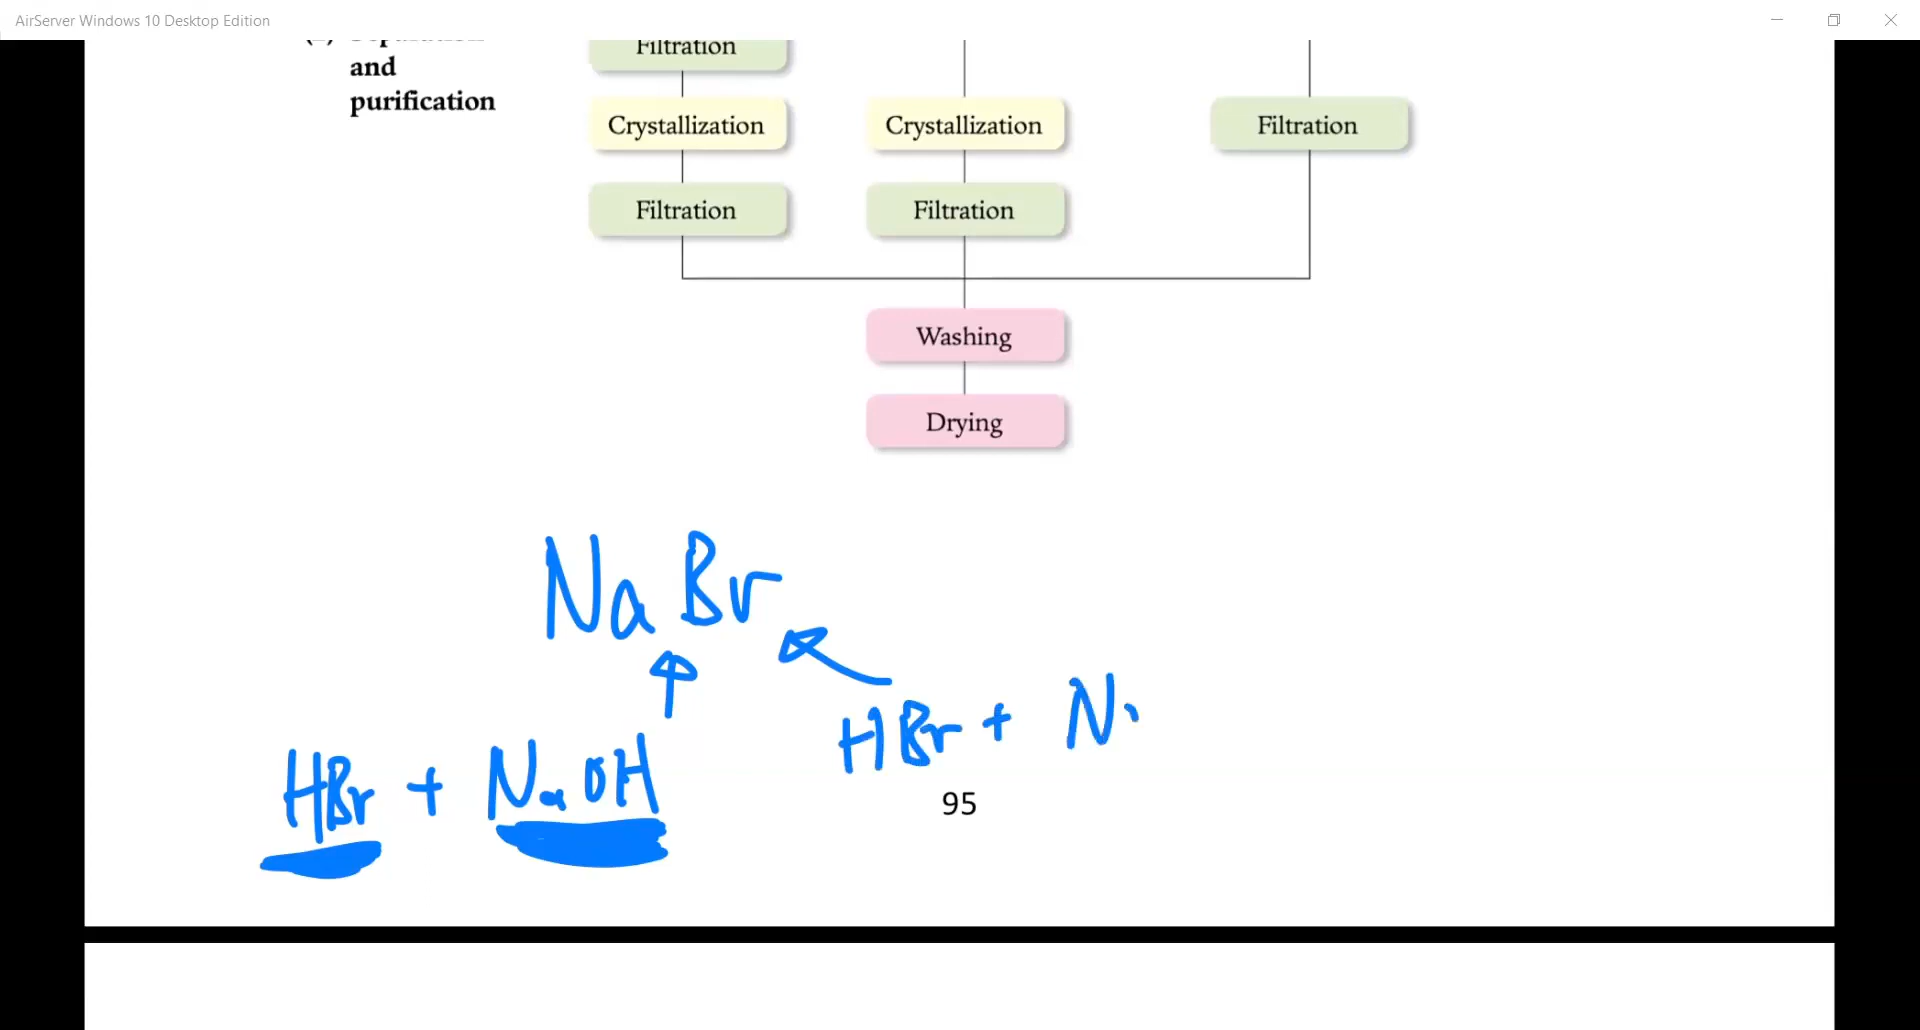 AirServer Windows 10 Desktop Edition
Filtration
and
purification
Crystallization
Crystallization
Filtration
Filtration
Filtration
Washing
Drying
NaBr
HBr + N
HBr + NaOH
95